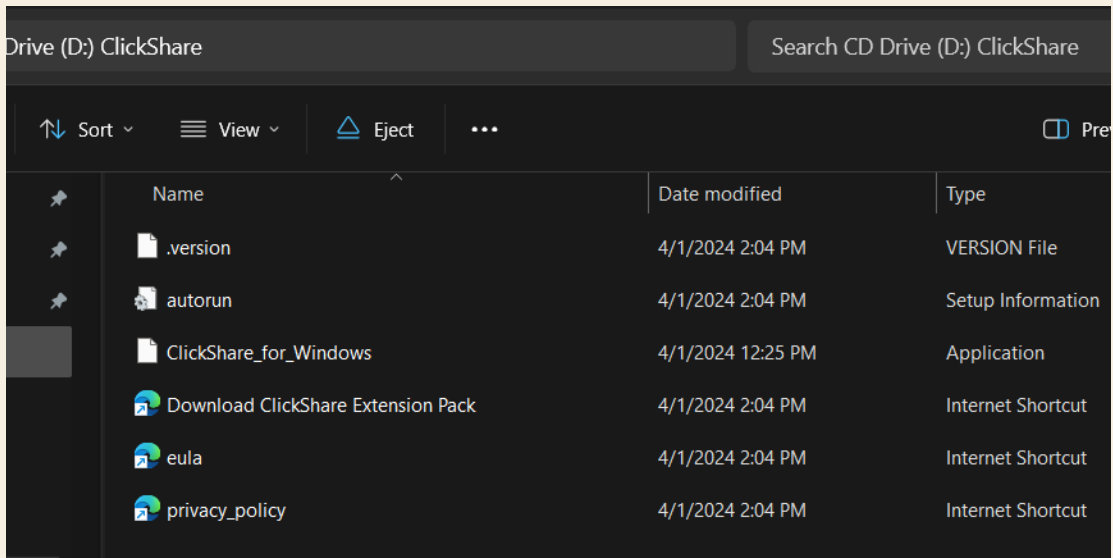 Drive (D:) ClickShare
Search CD Drive (D:) ClickShare
Sort
View
Eject
Prev
Name
Date modified
Type
.version
4/1/2024 2:04 PM
VERSION File
autorun
4/1/2024 2:04 PM
Setup Information
ClickShare_for_Windows
4/1/2024 12:25 PM
Application
Download ClickShare Extension Pack
4/1/2024 2:04 PM
Internet Shortcut
eula
4/1/2024 2:04 PM
Internet Shortcut
privacy_policy
4/1/2024 2:04 PM
Internet Shortcut